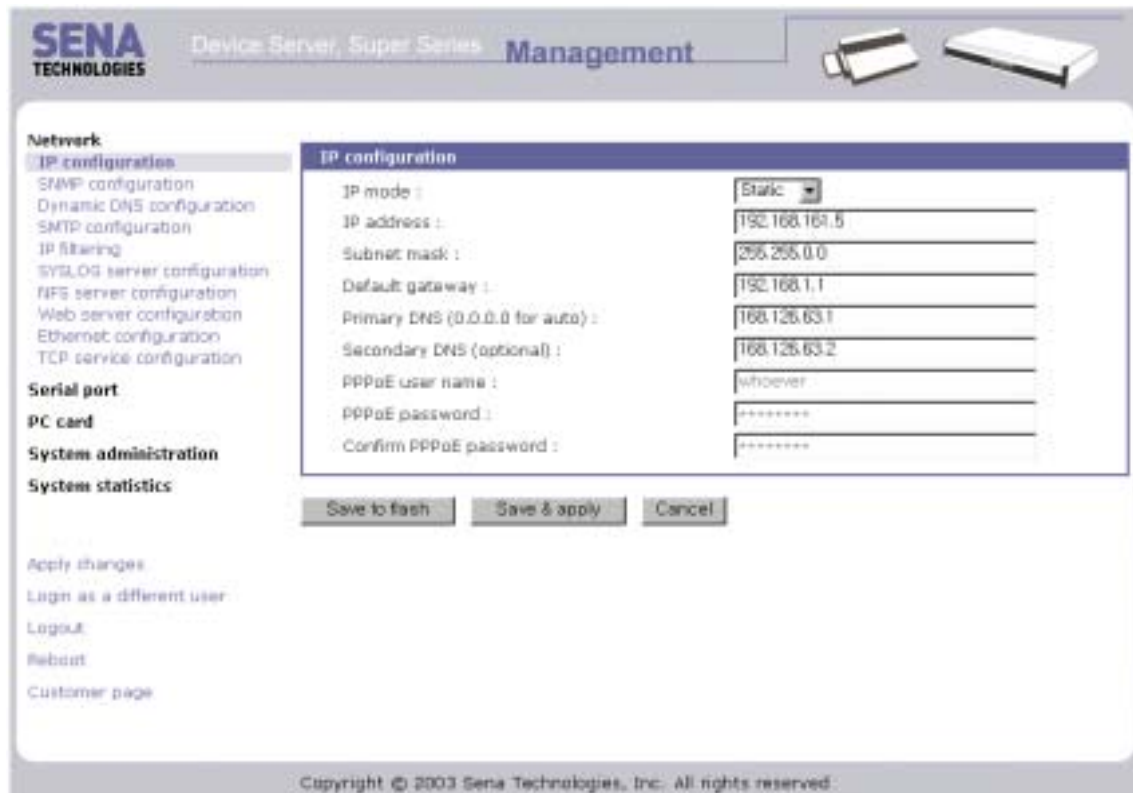 SENA
TECHNOLOGIES
Device Server, Super Series Management
Network
IP configuration
SNMP configuration
Dynamic DNS configuration
SMTP configuration
IP filtering
SYSLOG server configuration
NFS server configuration
Web server configuration
Ethernet configuration
TCP service configuration
Serial port
PC card
System administration
System statistics
Apply changes
Login as a different user
Logout
Reboot
Customer page
IP configuration
IP mode : Static
IP address : 192.168.161.5
Subnet mask : 255.255.0.0
Default gateway : 192.168.1.1
Primary DNS (0.0.0.0 for auto) : 168.126.63.1
Secondary DNS (optional) : 168.126.63.2
PPPoE user name : whoever
PPPoE password : ********
Confirm PPPoE password : ********
Save to flash Save & apply Cancel
Copyright © 2003 Sena Technologies, Inc. All rights reserved